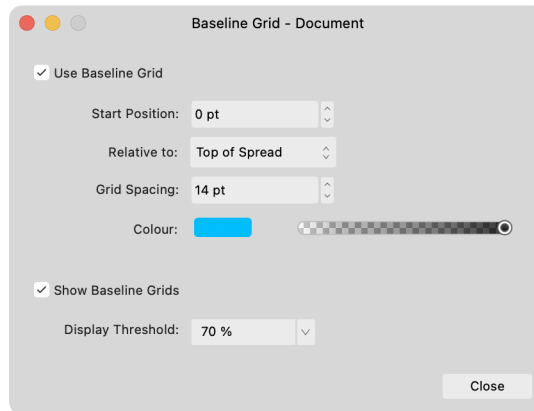 Baseline Grid - Document
Use Baseline Grid
Start Position: 0 pt
Relative to: Top of Spread
Grid Spacing: 14 pt
Colour:
Show Baseline Grids
Display Threshold: 70 %
Close